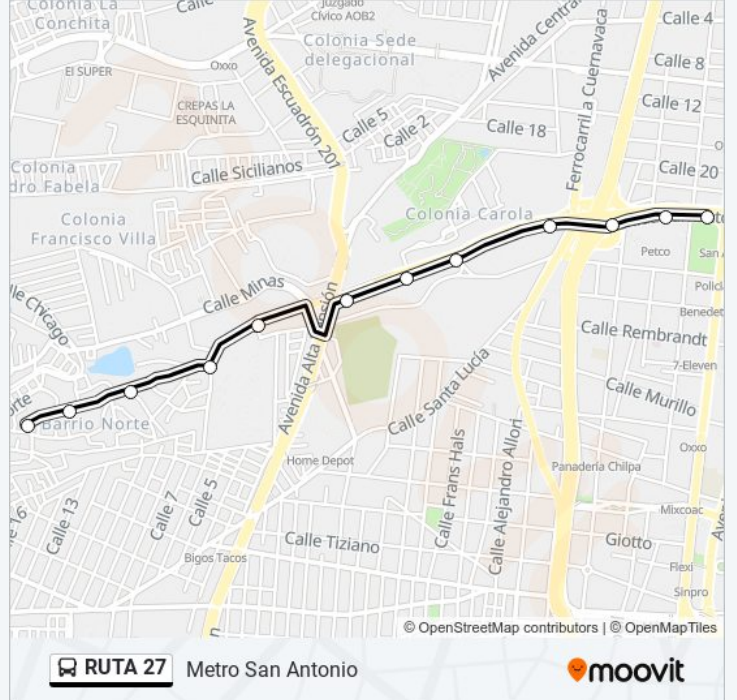 Colonia La
Conchita
Calle
Juzgado
Cívico AOB2
Calle 4
Avenida Central
Colonia Sede
delegacional
Avenida Escuadrón 201
Ferrocarril a Cuernavaca
Calle 8
El SUPER
Oxxo
CREPAS LA
ESQUINITA
Calle 12
Calle 5
Calle 2
Calle 18
Calle Sicilianos
Calle 20
Colonia
dro Fabela
Colonia
Francisco Villa
Colonia Carola
Petco
San A
Calle Minas
Polici
lle Chicago
Benedet
Calle Rembrandt
Avenida Alta
nsión
7-Eleven
Calle Santa Lucía
Calle Murillo
orte
Barrio Norte
Calle Frans Hals
Calle Alejandro Allori
Oxxo
Home Depot
Panadería Chilpa
e 16
Calle 13
Calle 7
Calle 5
Mixcoac
Calle Tiziano
Giotto
Bigos Tacos
Flexi
Sinpro
© OpenStreetMap contributors | © OpenMapTiles
RUTA 27
Metro San Antonio
moovit